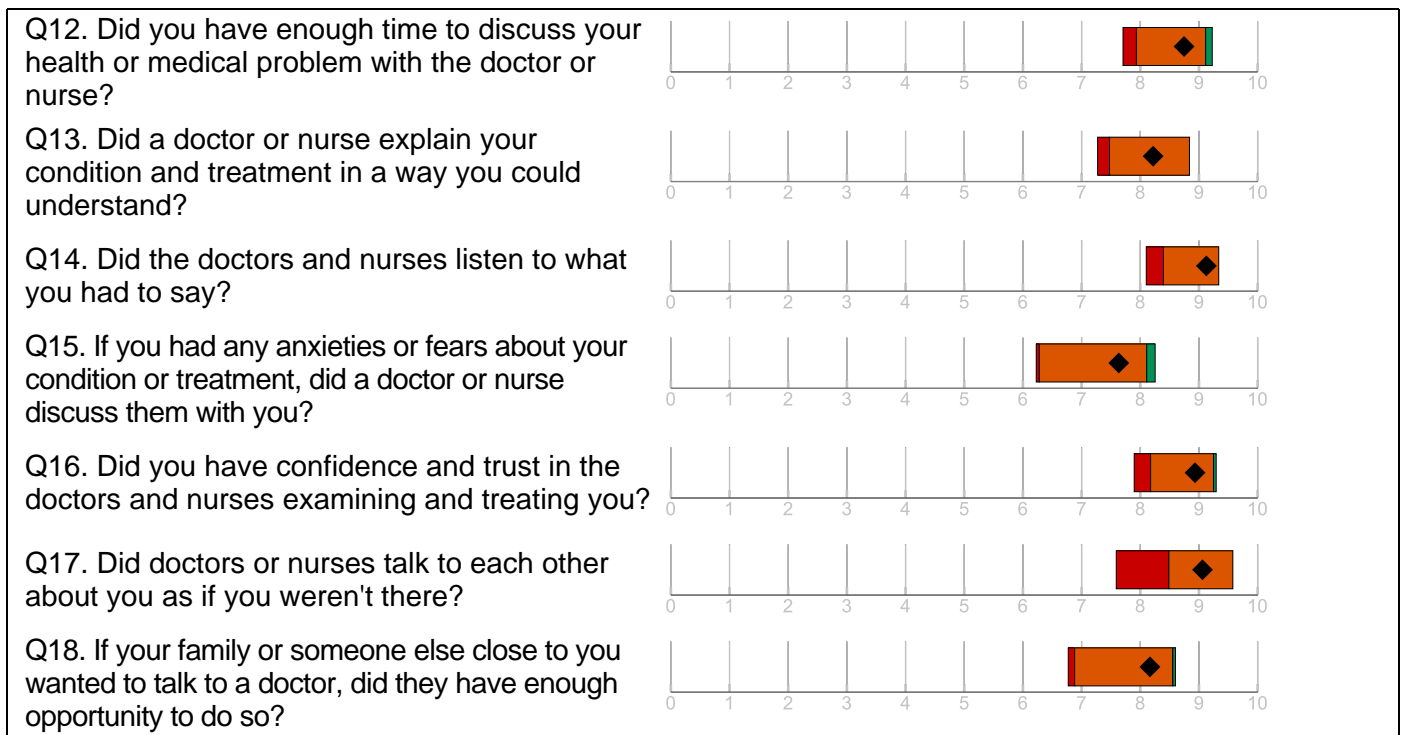 Q12. Did you have enough time to discuss your
health or medical problem with the doctor or
nurse?
0 1 2 3 4 5 6 7 8 9 10
Q13. Did a doctor or nurse explain your
condition and treatment in a way you could
understand?
0 1 2 3 4 5 6 7 8 9 10
Q14. Did the doctors and nurses listen to what
you had to say?
0 1 2 3 4 5 6 7 8 9 10
Q15. If you had any anxieties or fears about your
condition or treatment, did a doctor or nurse
discuss them with you?
0 1 2 3 4 5 6 7 8 9 10
Q16. Did you have confidence and trust in the
doctors and nurses examining and treating you?
0 1 2 3 4 5 6 7 8 9 10
Q17. Did doctors or nurses talk to each other
about you as if you weren't there?
0 1 2 3 4 5 6 7 8 9 10
Q18. If your family or someone else close to you
wanted to talk to a doctor, did they have enough
opportunity to do so?
0 1 2 3 4 5 6 7 8 9 10